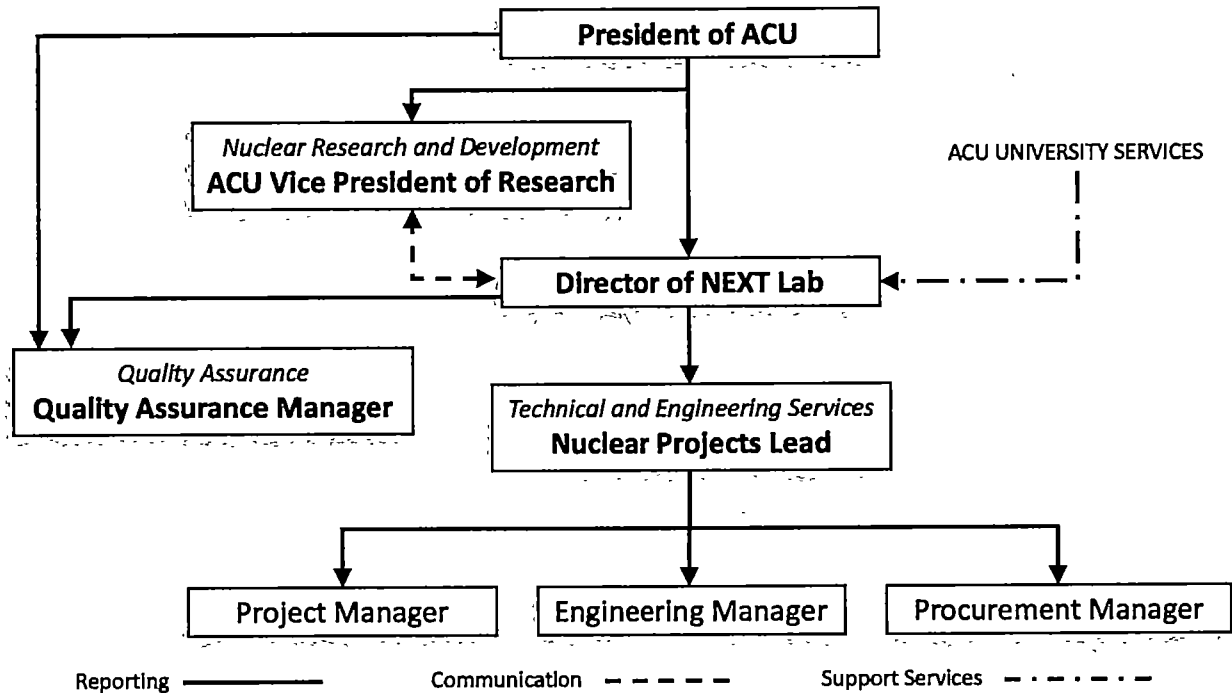 President of ACU
Nuclear Research and Development
ACU Vice President of Research
ACU UNIVERSITY SERVICES
Director of NEXT Lab
Quality Assurance
Quality Assurance Manager
Technical and Engineering Services
Nuclear Projects Lead
Project Manager
Engineering Manager
Procurement Manager
Reporting
Communication
Support Services